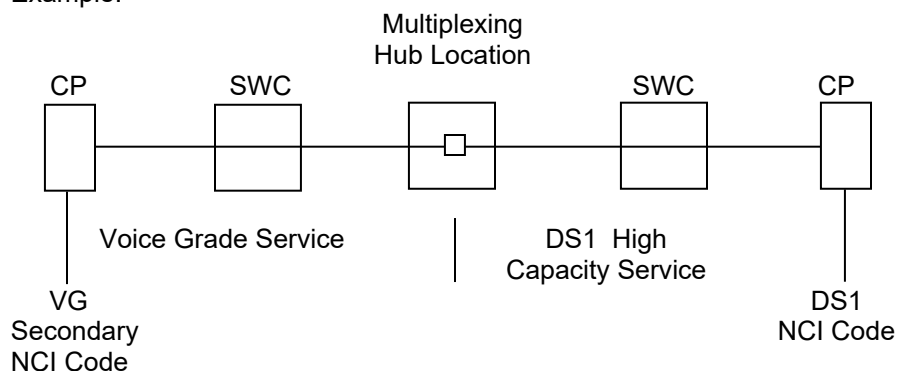 Example:
Multiplexing
Hub Location
CP
SWC
SWC
CP
Voice Grade Service
DS1 High
Capacity Service
VG
Secondary
NCI Code
DS1
NCI Code